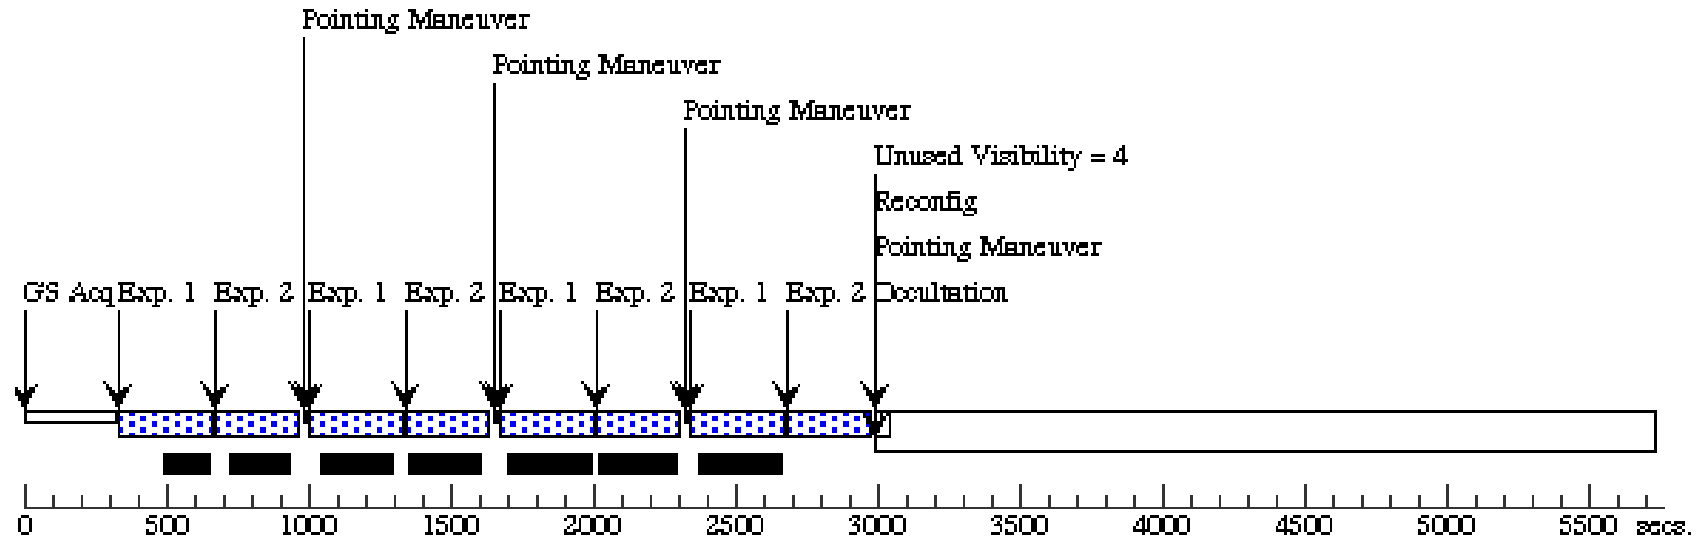 Pointing Maneuver
Pointing Maneuver
Pointing Maneuver
Unused Visibility = 4
Reconfig
Pointing Maneuver
GS Acq Exp. 1 Exp. 2 Exp. 1 Exp. 2 Exp. 1 Exp. 2 Exp. 1 Exp. 2 Occultation
0 500 1000 1500 2000 2500 3000 3500 4000 4500 5000 5500 secs.